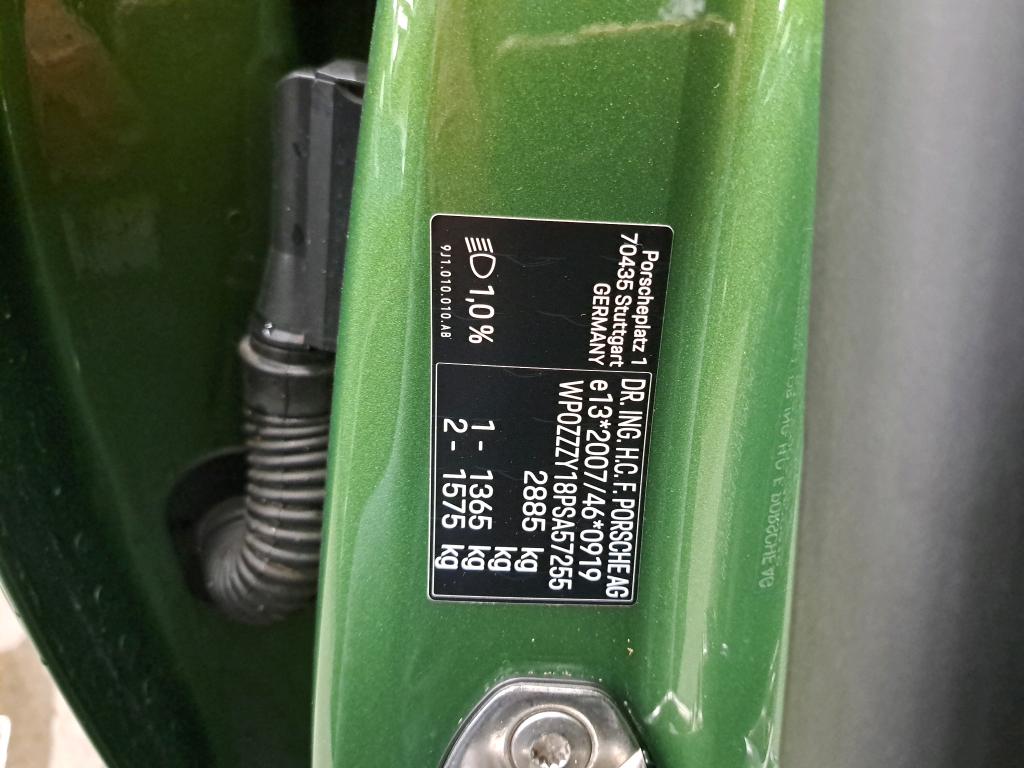 Porscheplatz 1
70435 Stuttgart
GERMANY
1,0%
9J1.010.010.AB
DR. ING. H.C. F. PORSCHE AG
e13*2007/46*0919
WP0ZZZY18PSA57255
2885 kg
kg
1 - 1365 kg
2 - 1575 kg